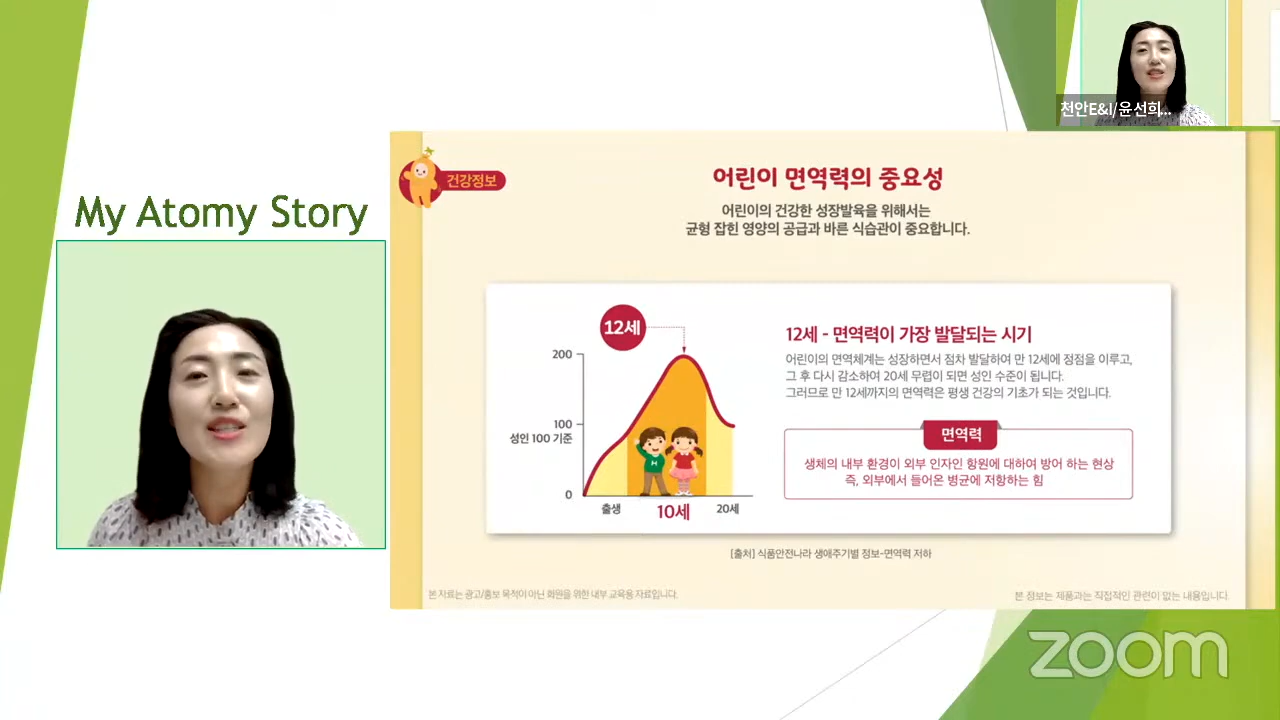 천안E&I/윤선희...
My Atomy Story
건강정보
어린이 면역력의 중요성
어린이의 건강한 성장발육을 위해서는
균형 잡힌 영양의 공급과 바른 식습관이 중요합니다.
12세
200
100
성인 100 기준
0
출생
10세
20세
H
12세 - 면역력이 가장 발달되는 시기
어린이의 면역체계는 성장하면서 점차 발달하여 만 12세에 정점을 이루고,
그 후 다시 감소하여 20세 무렵이 되면 성인 수준이 됩니다.
그러므로 만 12세까지의 면역력은 평생 건강의 기초가 되는 것입니다.
면역력
생체의 내부 환경이 외부 인자인 항원에 대하여 방어 하는 현상
즉, 외부에서 들어온 병균에 저항하는 힘
[출처] 식품안전나라 생애주기별 정보-면역력 저하
본 자료는 광고/홍보 목적이 아닌 회원을 위한 내부 교육용 자료입니다.
본 정보는 제품과는 직접적인 관련이 없는 내용입니다.
zoom